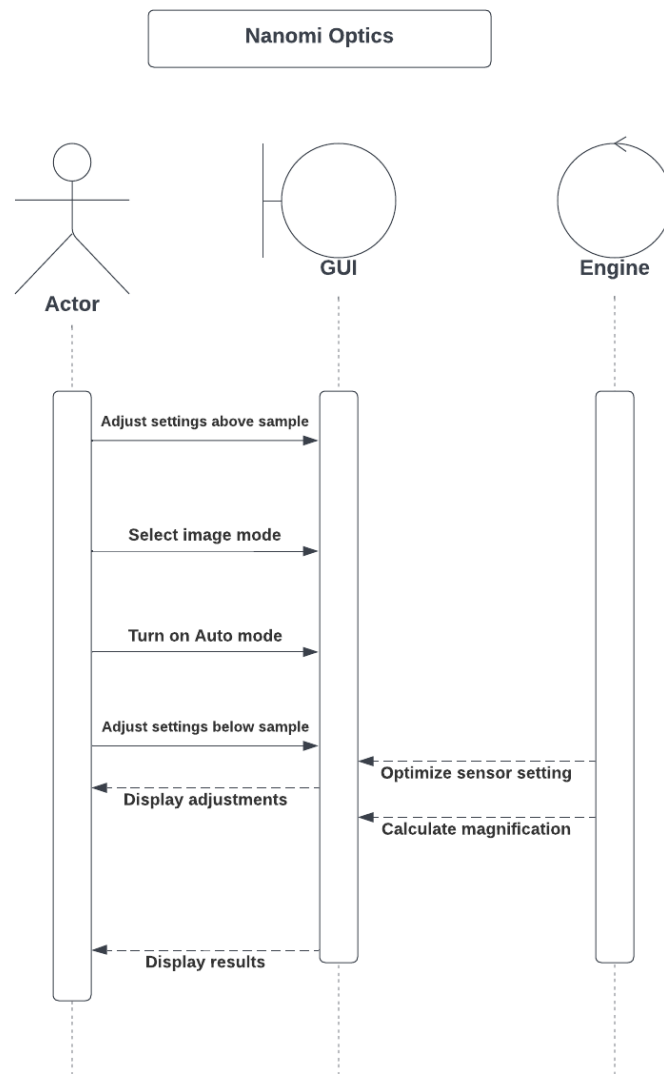 Nanomi Optics
GUI
Engine
Actor
Adjust settings above sample
Select image mode
Turn on Auto mode
Adjust settings below sample
Optimize sensor setting
Display adjustments
Calculate magnification
Display results